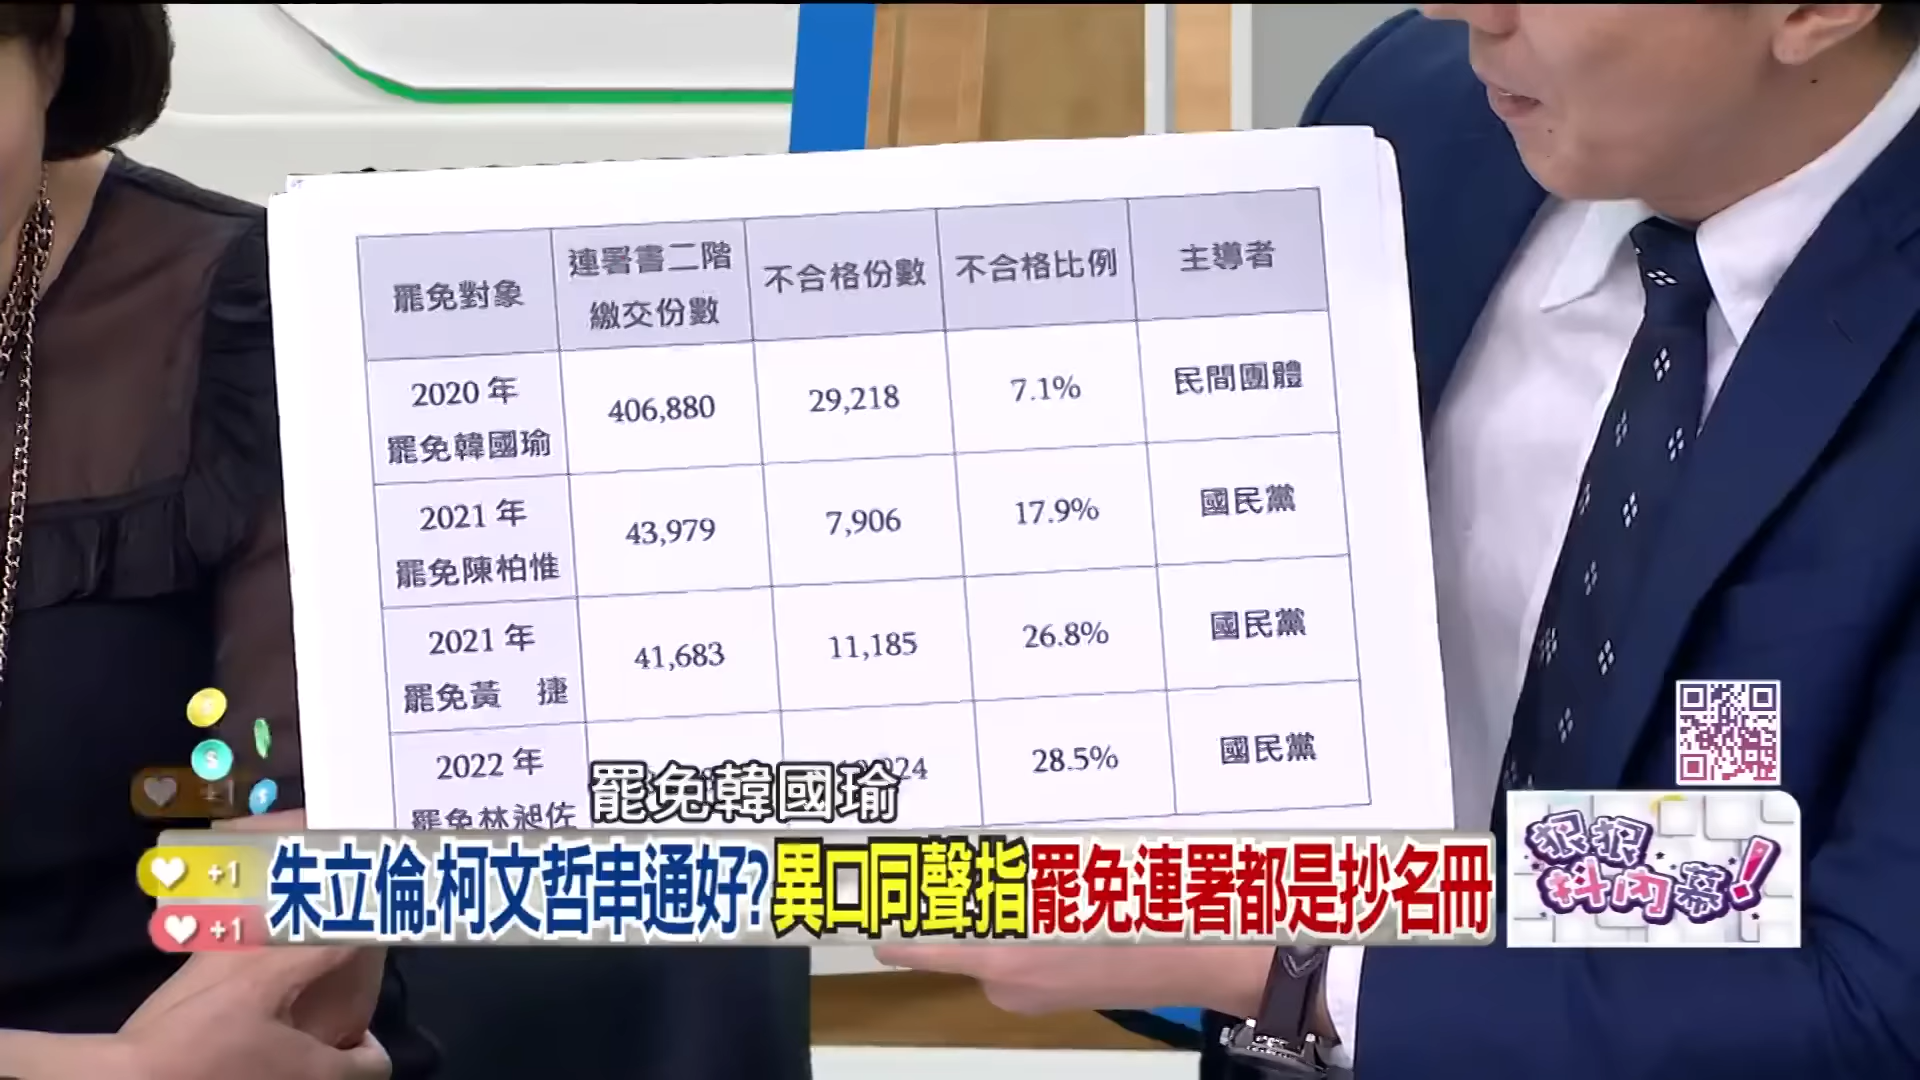 罷免對象
連署書二階
繳交份數
不合格份數
不合格比例
主導者
2020 年
罷免韓國瑜
406,880
29,218
7.1%
民間團體
2021 年
罷免陳柏惟
43,979
7,906
17.9%
國民黨
2021 年
罷免黃 捷
41,683
11,185
26.8%
國民黨
2022 年
罷免林昶佐
28.5%
國民黨
罷免韓國瑜
+1
+1
+1
朱立倫.柯文哲串通好?異口同聲指罷免連署都是抄名冊
狠狠
抖內幕!